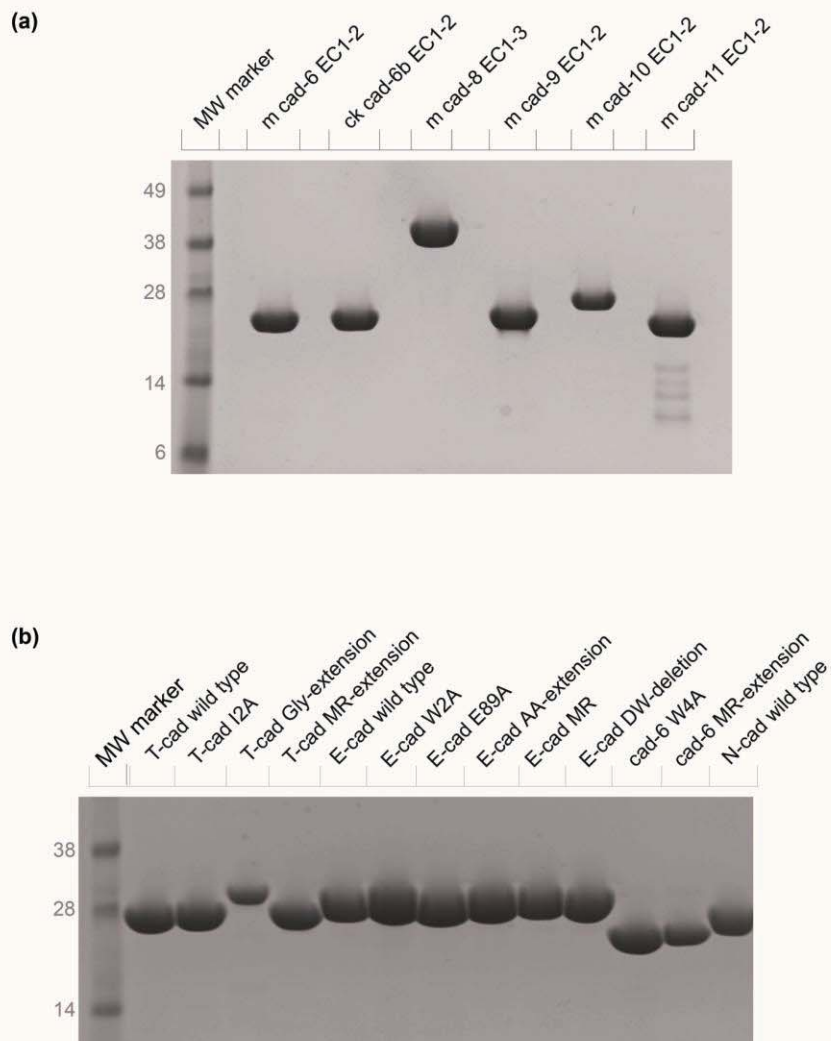 (a)
MW marker
m cad-6 EC1-2
ck cad-6b EC1-2
m cad-8 EC1-3
m cad-9 EC1-2
m cad-10 EC1-2
m cad-11 EC1-2
49
38
28
14
6
(b)
MW marker
T-cad wild type
T-cad I2A
T-cad Gly-extension
T-cad MR-extension
E-cad wild type
E-cad W2A
E-cad E89A
E-cad AA-extension
E-cad MR
E-cad DW-deletion
cad-6 W4A
cad-6 MR-extension
N-cad wild type
38
28
14